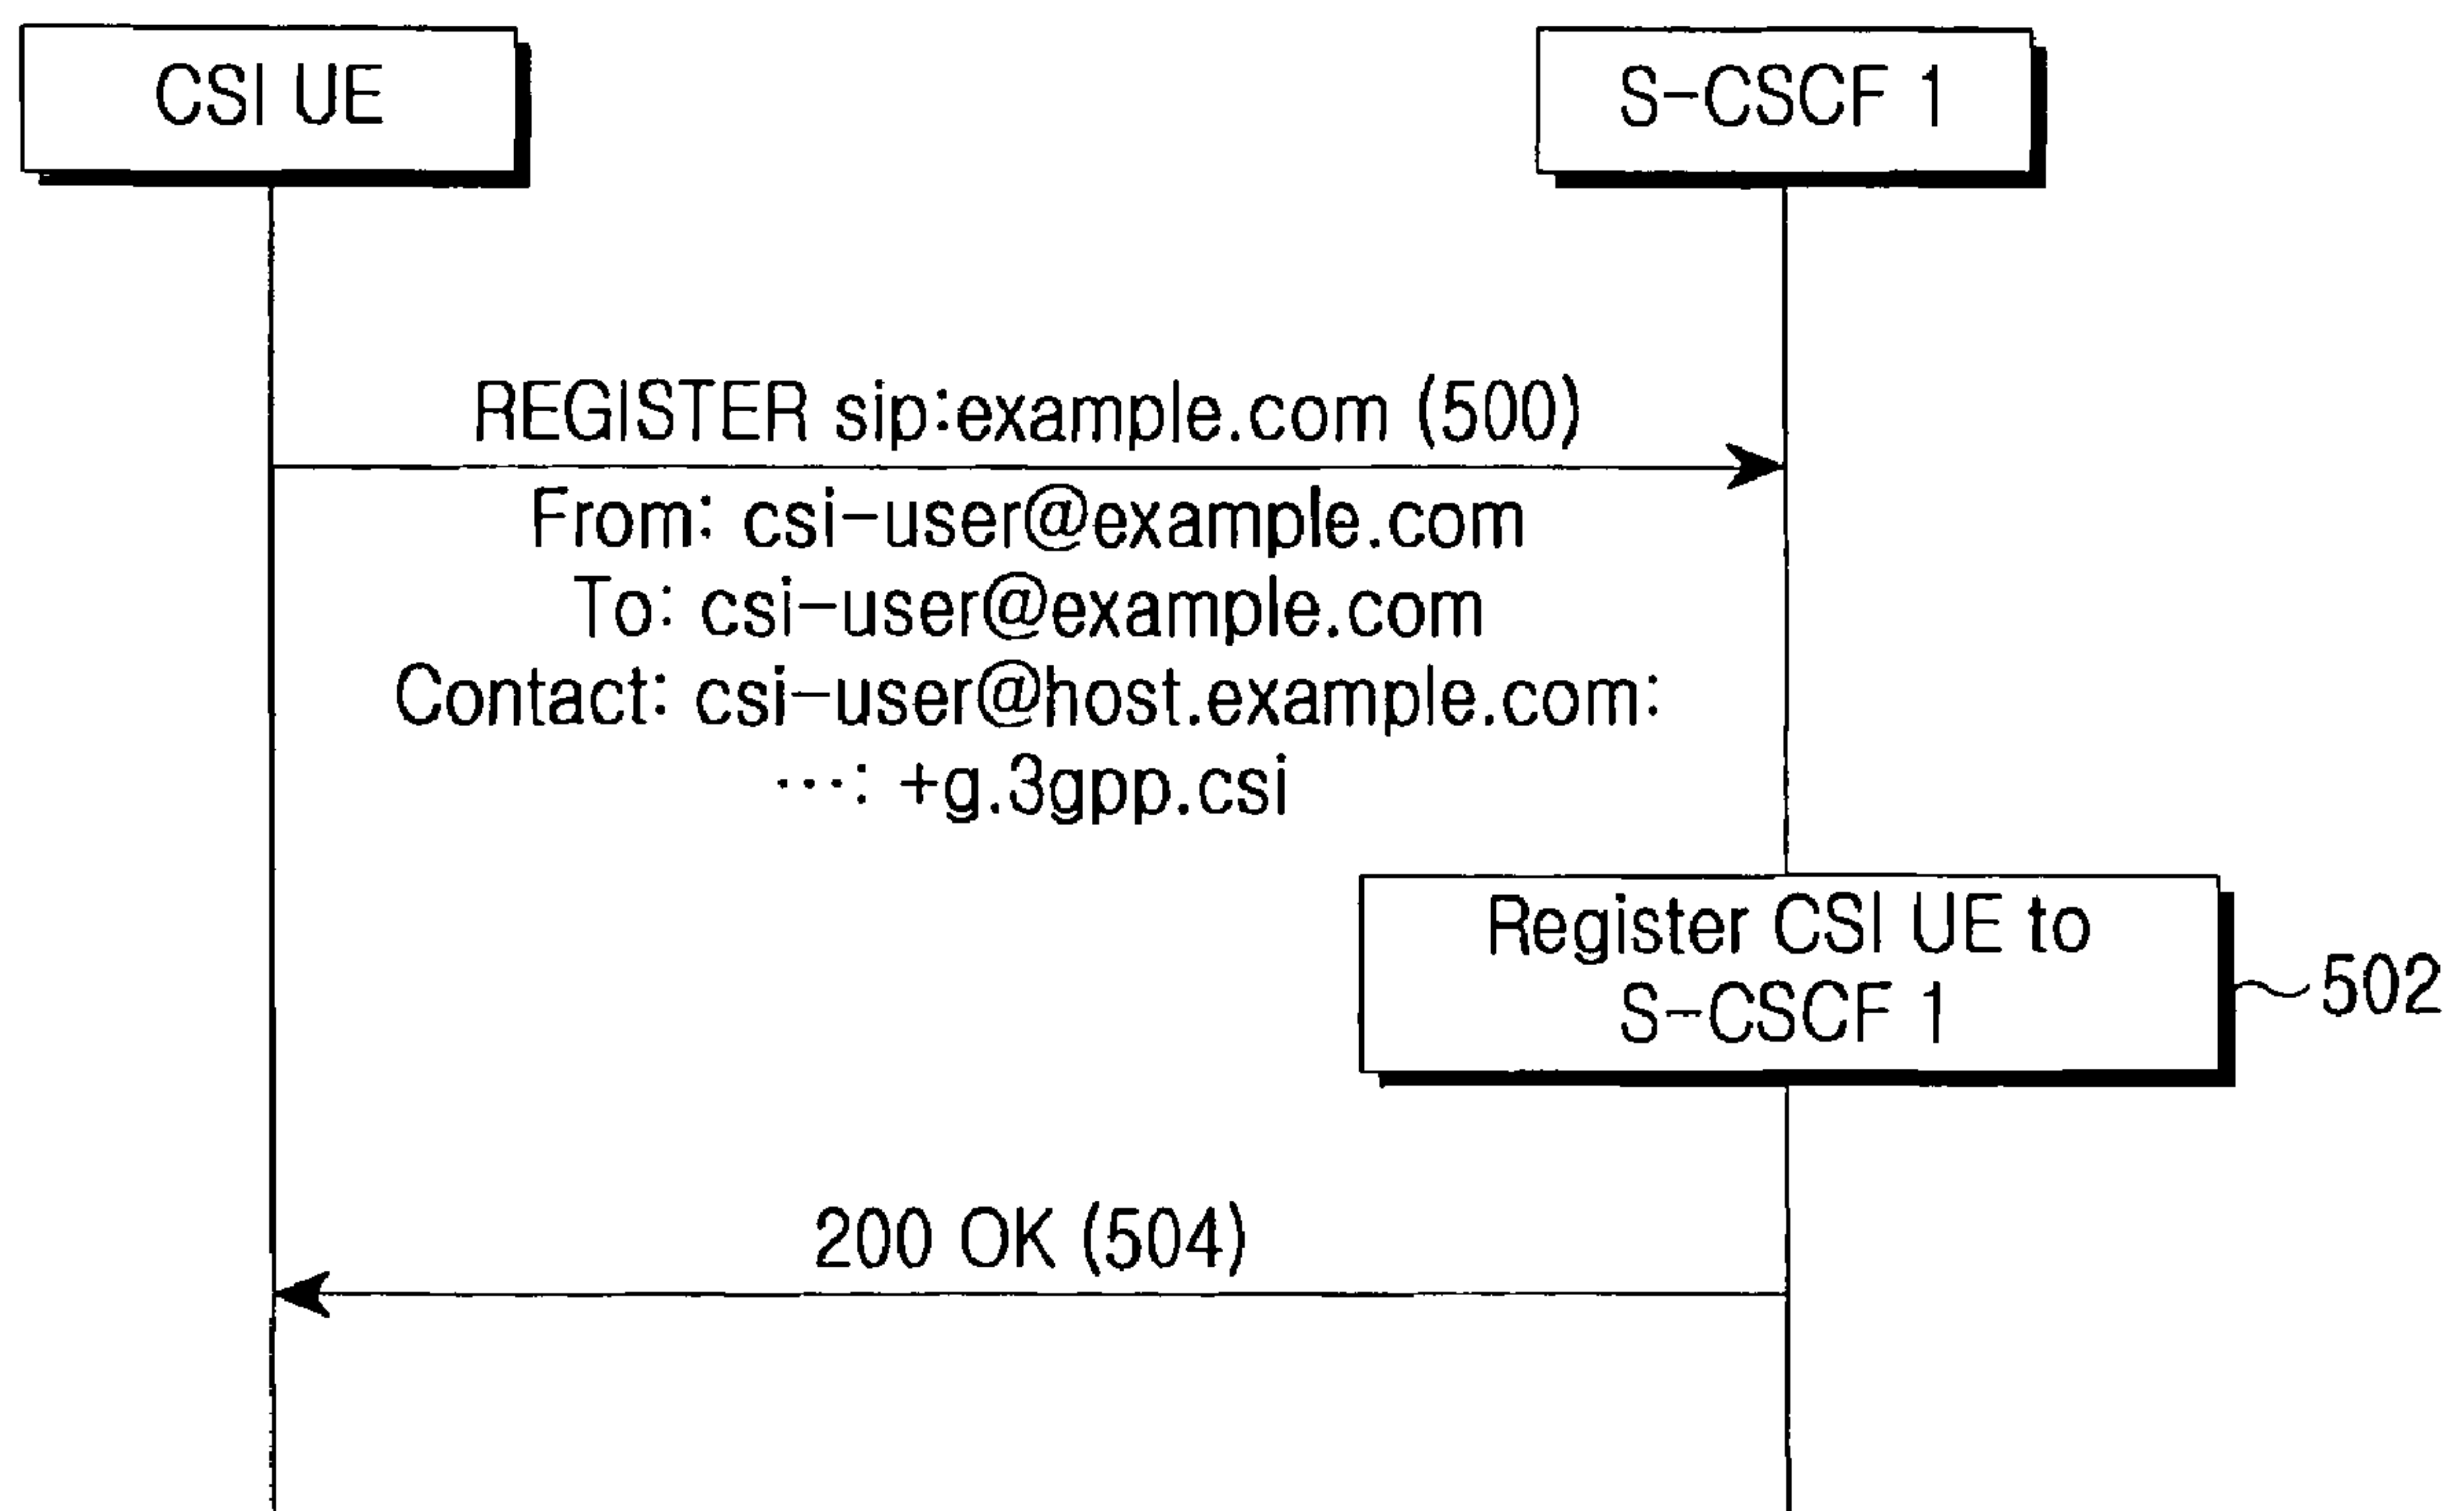 CSI UE
S-CSCF 1
REGISTER sip:example.com (500)
From: csi-user@example.com
To: csi-user@example.com
Contact: csi-user@host.example.com:
…: +g.3gpp.csi
Register CSI UE to
S-CSCF 1
502
200 OK (504)